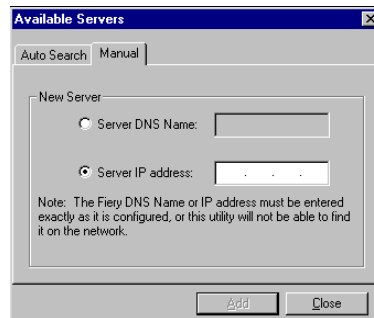 Available Servers
Auto Search Manual
New Server
Server DNS Name:
Server IP address: . . .
Note: The Fiery DNS Name or IP address must be entered
exactly as it is configured, or this utility will not be able to find
it on the network.
Add Close